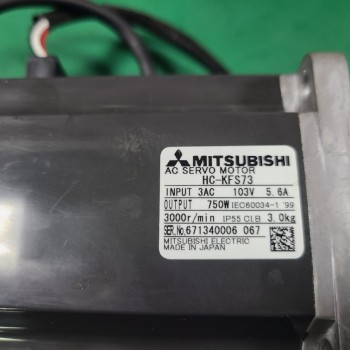 MITSUBISHI
AC SERVO MOTOR
HC-KFS73
INPUT 3AC 103V 5.6A
OUTPUT 750W IEC60034-1 '99
3000r/min IP55 Cl.B 3.0kg
SER.No.671340006 067
MITSUBISHI ELECTRIC
MADE IN JAPAN